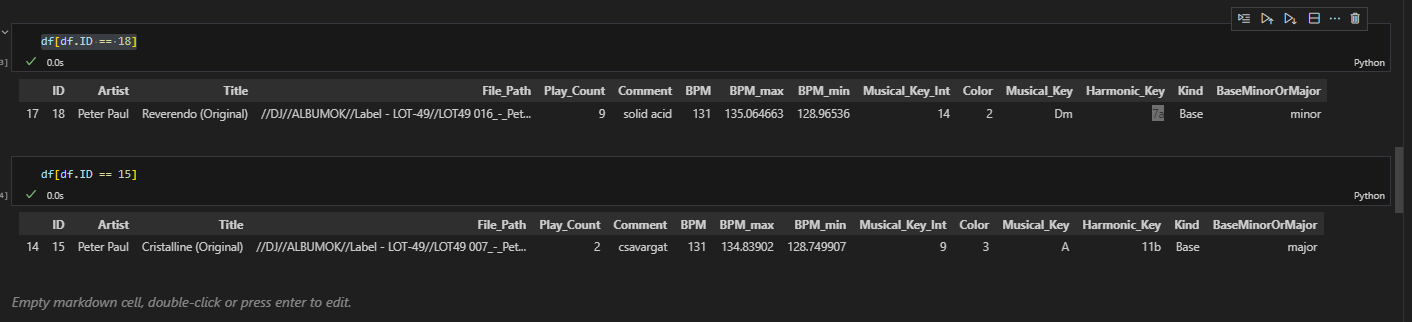 df[df.ID == 18]
3]
0.0s
Python
ID Artist Title File_Path Play_Count Comment BPM BPM_max BPM_min Musical_Key_Int Color Musical_Key Harmonic_Key Kind BaseMinorOrMajor
17 18 Peter Paul Reverendo (Original) //DJ//ALBUMOK//Label - LOT-49//LOT49 016_-_Pet... 9 solid acid 131 135.064663 128.96536 14 2 Dm 7a Base minor
df[df.ID == 15]
4]
0.0s
Python
ID Artist Title File_Path Play_Count Comment BPM BPM_max BPM_min Musical_Key_Int Color Musical_Key Harmonic_Key Kind BaseMinorOrMajor
14 15 Peter Paul Cristalline (Original) //DJ//ALBUMOK//Label - LOT-49//LOT49 007_-_Pet... 2 csavargat 131 134.83902 128.749907 9 3 A 11b Base major
Empty markdown cell, double-click or press enter to edit.